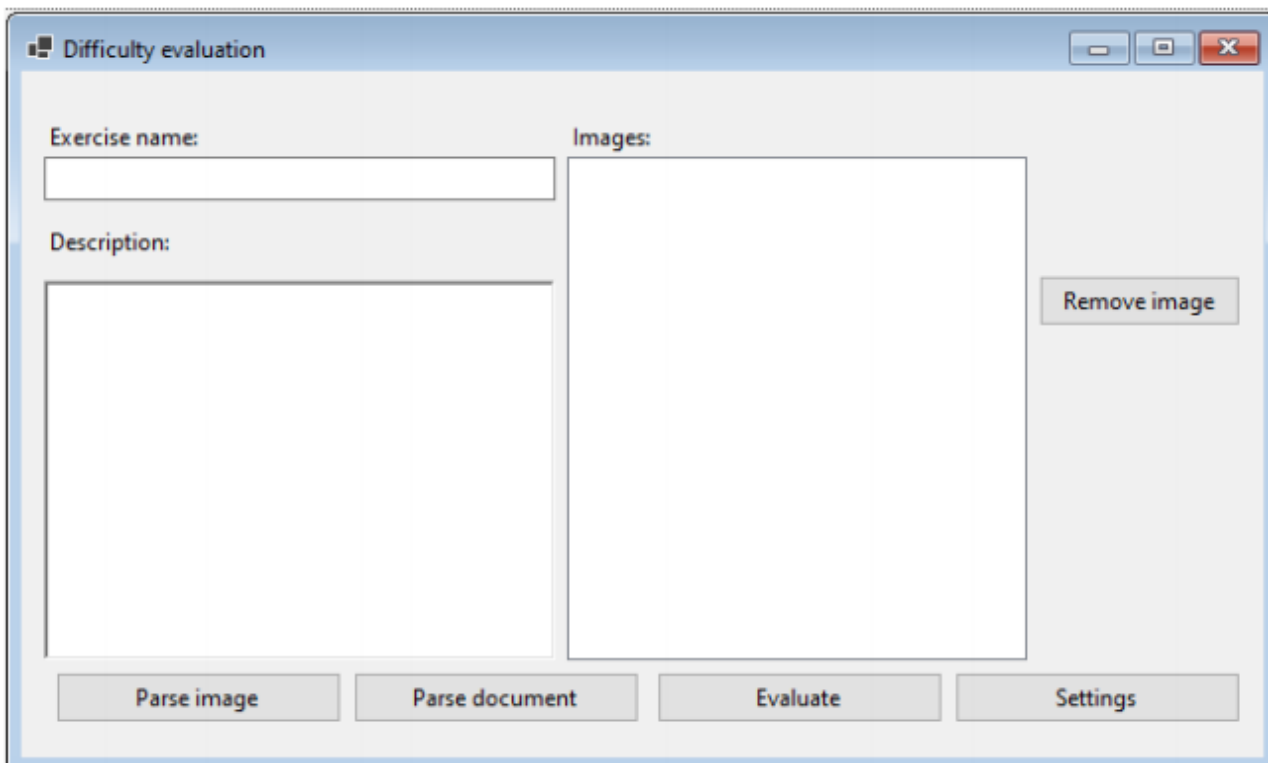 Difficulty evaluation
Exercise name:
Images:
Description:
Remove image
Parse image
Parse document
Evaluate
Settings